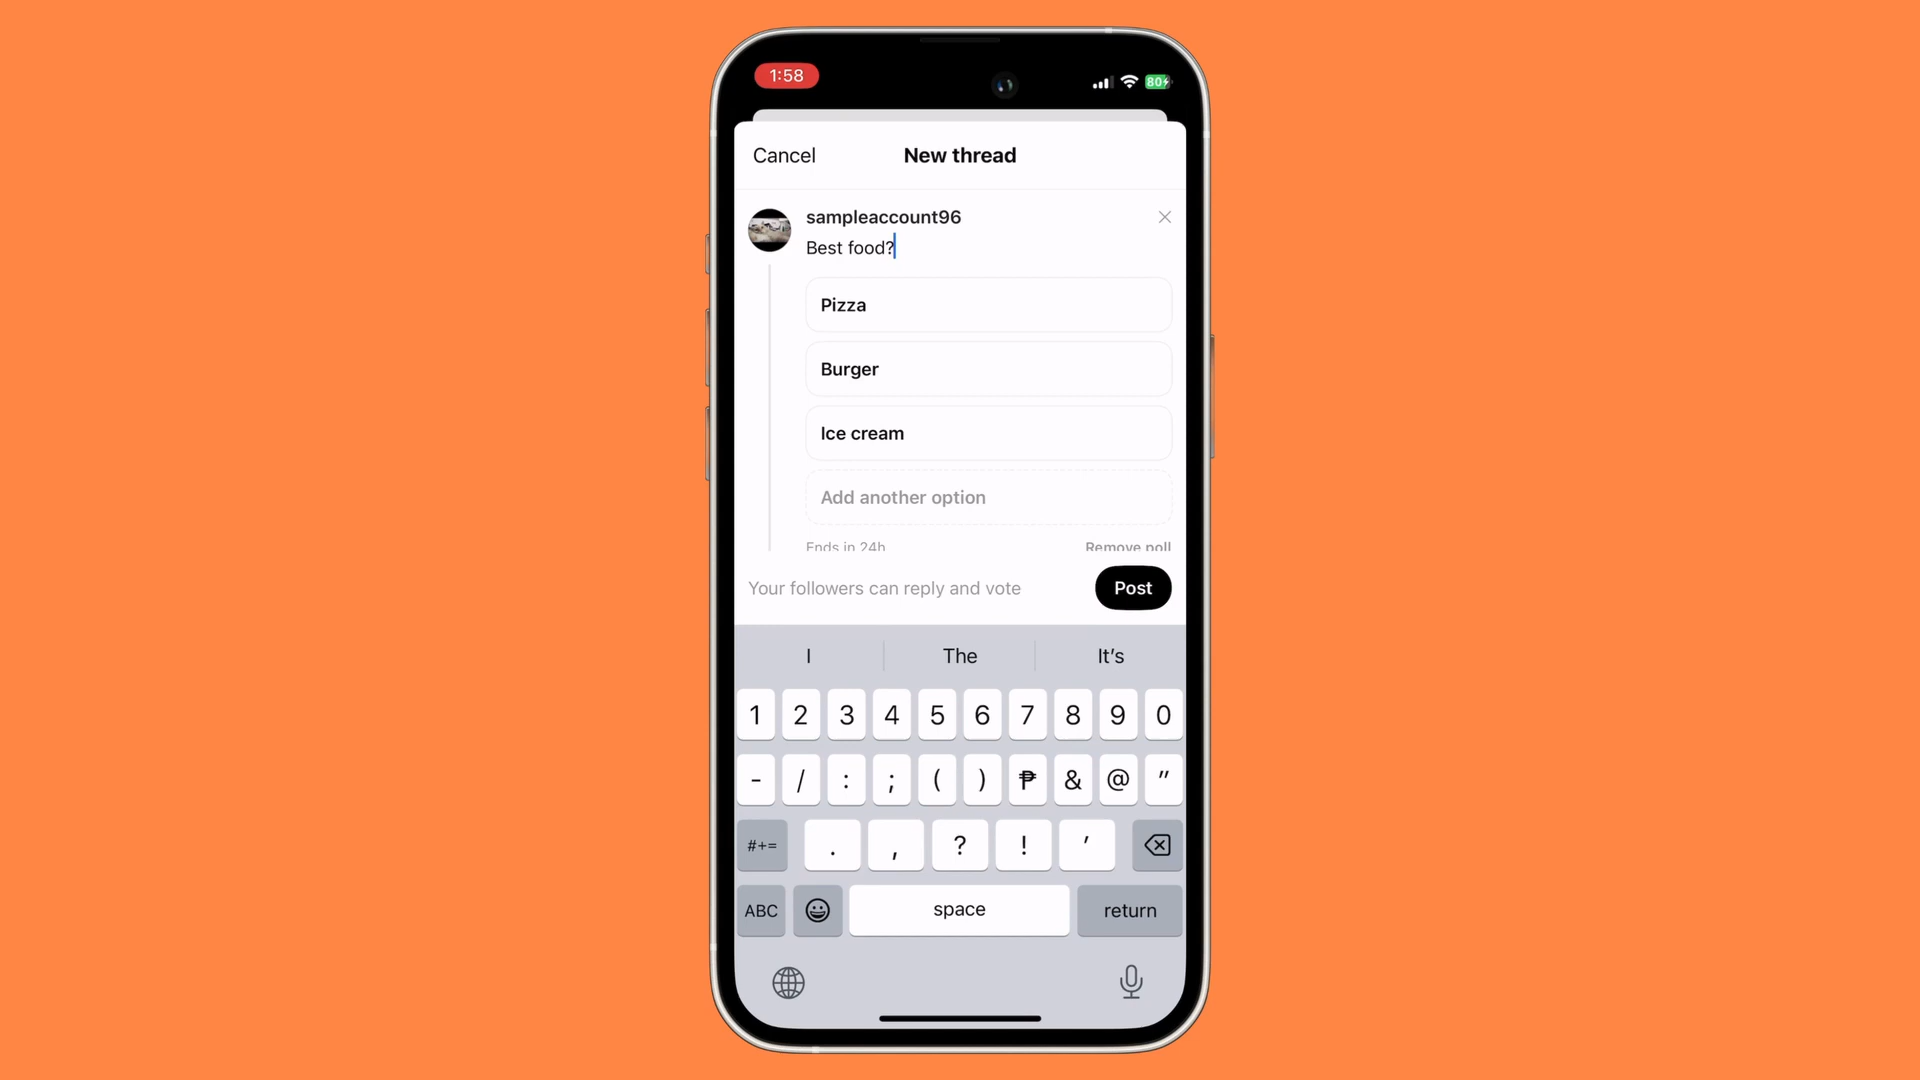 1:58
80
Cancel
New thread
sampleaccount96
Best food?
Pizza
Burger
Ice cream
Add another option
Ends in 24h
Remove poll
Your followers can reply and vote
Post
I
The
It’s
1 2 3 4 5 6 7 8 9 0
- / : ; ( ) ₱ & @ "
#+= . , ? ! ’
ABC
space
return